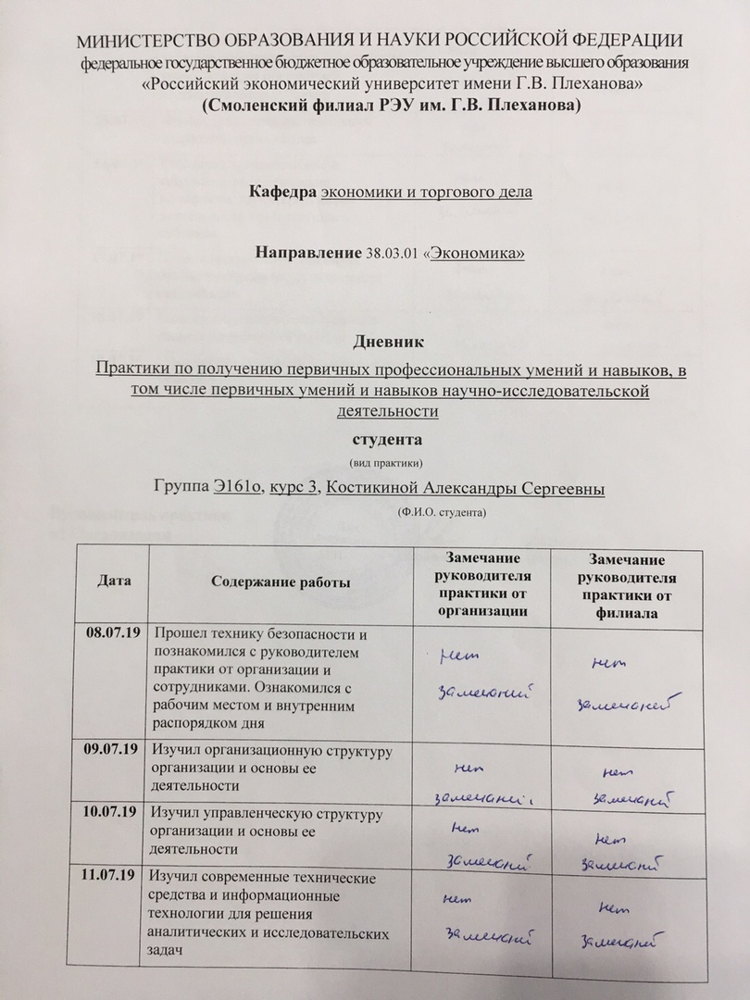 МИНИСТЕРСТВО ОБРАЗОВАНИЯ И НАУКИ РОССИЙСКОЙ ФЕДЕРАЦИИ
федеральное государственное бюджетное образовательное учреждение высшего образования
«Российский экономический университет имени Г.В. Плеханова»
(Смоленский филиал РЭУ им. Г.В. Плеханова)
Кафедра экономики и торгового дела
Направление 38.03.01 «Экономика»
Дневник
Практики по получению первичных профессиональных умений и навыков, в
том числе первичных умений и навыков научно-исследовательской
деятельности
студента
(вид практики)
Группа Э161о, курс 3, Костикиной Александры Сергеевны
(Ф.И.О. студента)
Дата
Содержание работы
Замечание
руководителя
практики от
организации
Замечание
руководителя
практики от
филиала
08.07.19
Прошел технику безопасности и
познакомился с руководителем
практики от организации и
сотрудниками. Ознакомился с
рабочим местом и внутренним
распорядком дня
нет
замечаний
нет
замечаний
09.07.19
Изучил организационную структуру
организации и основы ее
деятельности
нет
замечаний
нет
замечаний
10.07.19
Изучил управленческую структуру
организации и основы ее
деятельности
нет
замечаний
нет
замечаний
11.07.19
Изучил современные технические
средства и информационные
технологии для решения
аналитических и исследовательских
задач
нет
замечаний
нет
замечаний